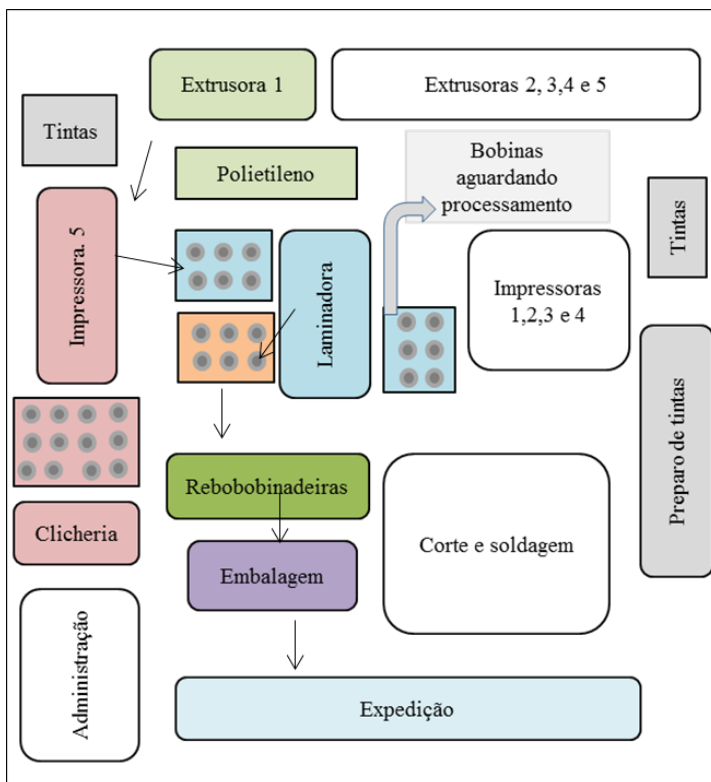 Extrusora 1
Extrusoras 2, 3,4 e 5
Tintas
Bobinas
aguardando
processamento
Polietileno
Tintas
Impressora. 5
Laminadora
Impressoras
1,2,3 e 4
Preparo de tintas
Rebobobinadeiras
Clicheria
Corte e soldagem
Embalagem
Administração
Expedição